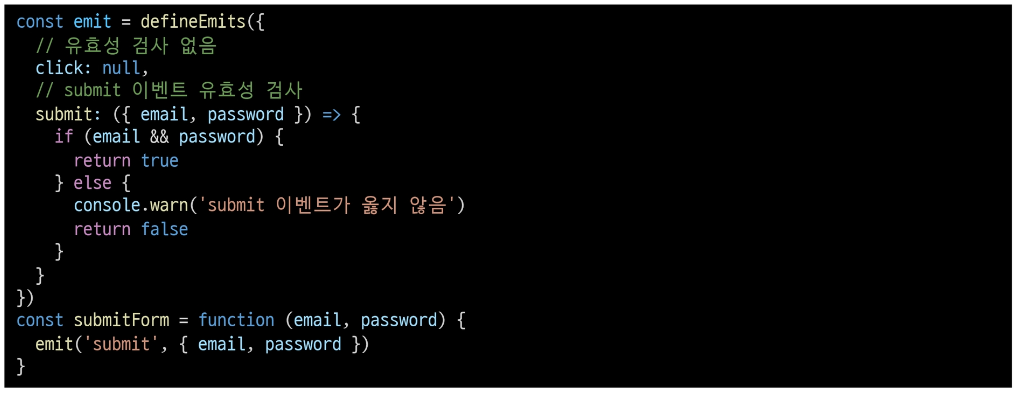 const emit = defineEmits({
  // 유효성 검사 없음
  click: null,
  // submit 이벤트 유효성 검사
  submit: ({ email, password }) => {
    if (email && password) {
      return true
    } else {
      console.warn('submit 이벤트가 옳지 않음')
      return false
    }
  }
})
const submitForm = function (email, password) {
  emit('submit', { email, password })
}